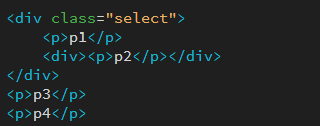 <div class="select">
    <p>p1</p>
    <div><p>p2</p></div>
</div>
<p>p3</p>
<p>p4</p>